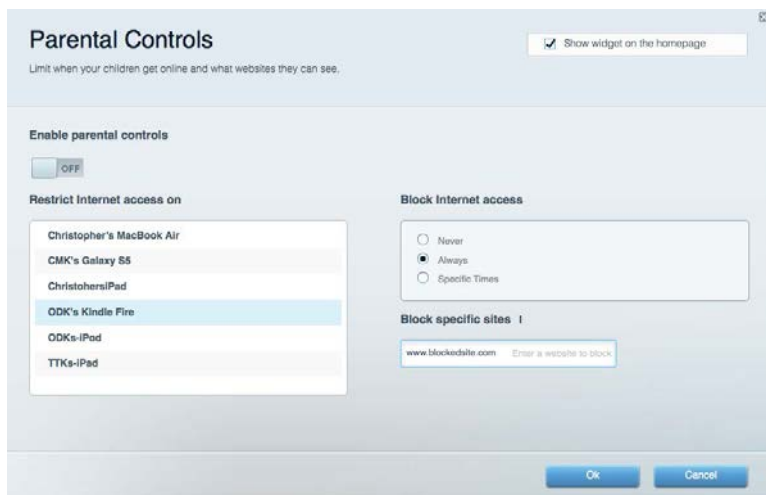 Parental Controls
Show widget on the homepage
Limit when your children get online and what websites they can see.
Enable parental controls
OFF
Restrict Internet access on
Christopher's MacBook Air
CMK's Galaxy S5
ChristohersiPad
ODK's Kindle Fire
ODKs-iPod
TTKs-iPad
Block Internet access
Never
Always
Specific Times
Block specific sites I
www.blockedsite.com Enter a website to block
Ok
Cancel